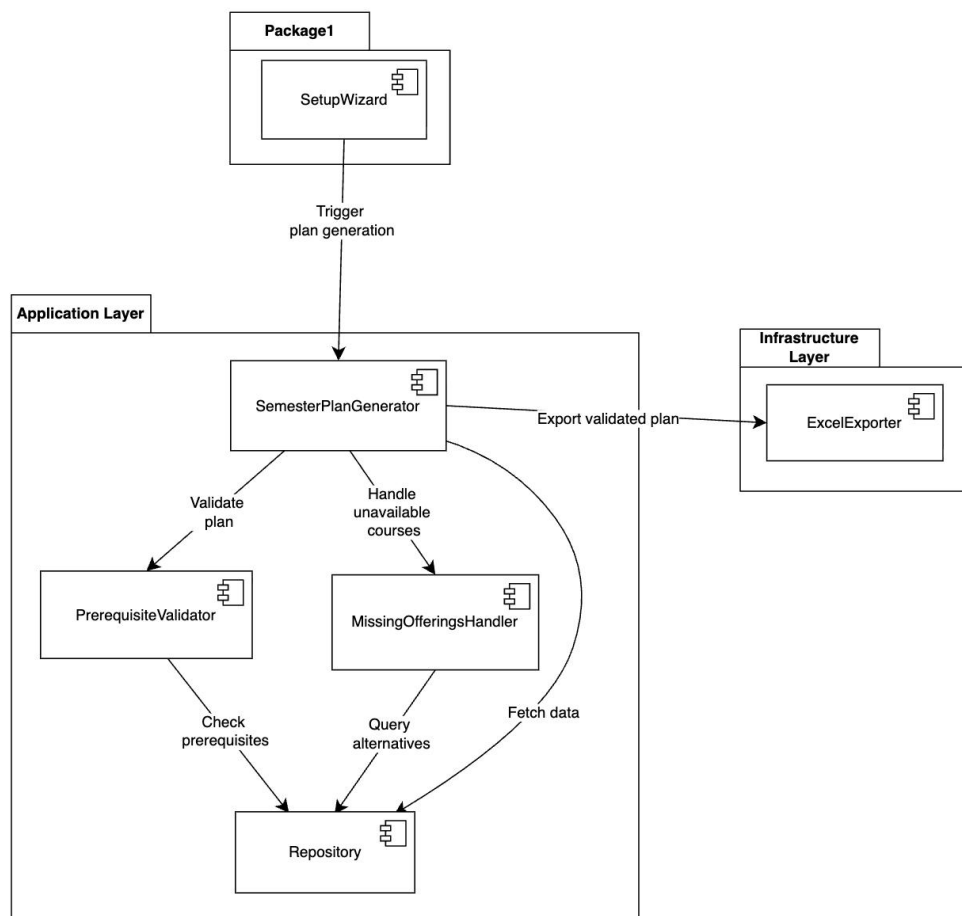 Package1
SetupWizard
Trigger
plan generation
Application Layer
Infrastructure
Layer
SemesterPlanGenerator
Export validated plan
ExcelExporter
Validate
plan
Handle
unavailable
courses
PrerequisiteValidator
MissingOfferingsHandler
Check
prerequisites
Query
alternatives
Fetch data
Repository